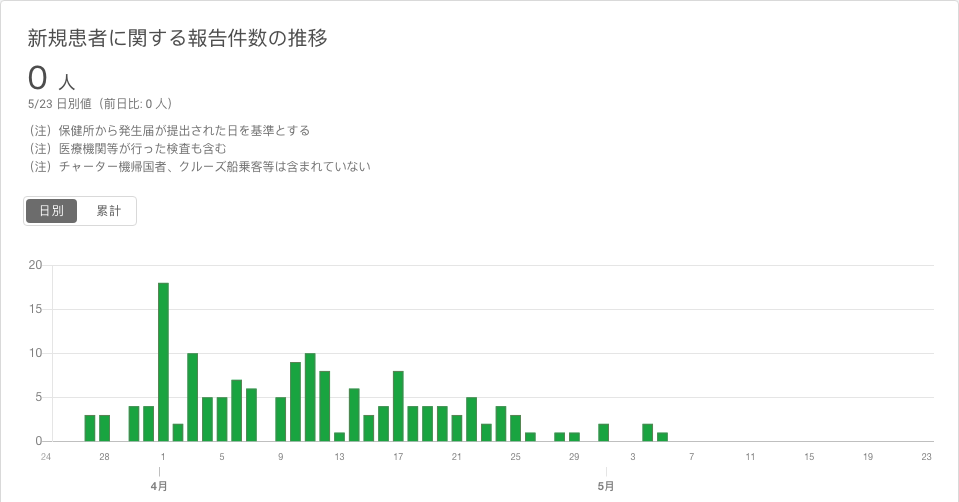 新規患者に関する報告件数の推移
0 人
5/23 日別値（前日比: 0 人）
（注）保健所から発生届が提出された日を基準とする
（注）医療機関等が行った検査も含む
（注）チャーター機帰国者、クルーズ船乗客等は含まれていない
日別 累計
20
15
10
5
0
24 28 1 5 9 13 17 21 25 29 3 7 11 15 19 23
4月 5月